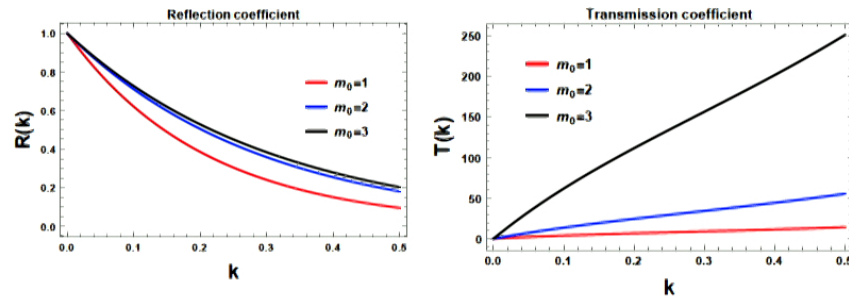 Reflection coefficient
R(k)
1.0
0.8
0.6
0.4
0.2
0.0
m₀=1
m₀=2
m₀=3
0.0 0.1 0.2 0.3 0.4 0.5
k
Transmission coefficient
T(k)
250
200
150
100
50
0
m₀=1
m₀=2
m₀=3
0.0 0.1 0.2 0.3 0.4 0.5
k